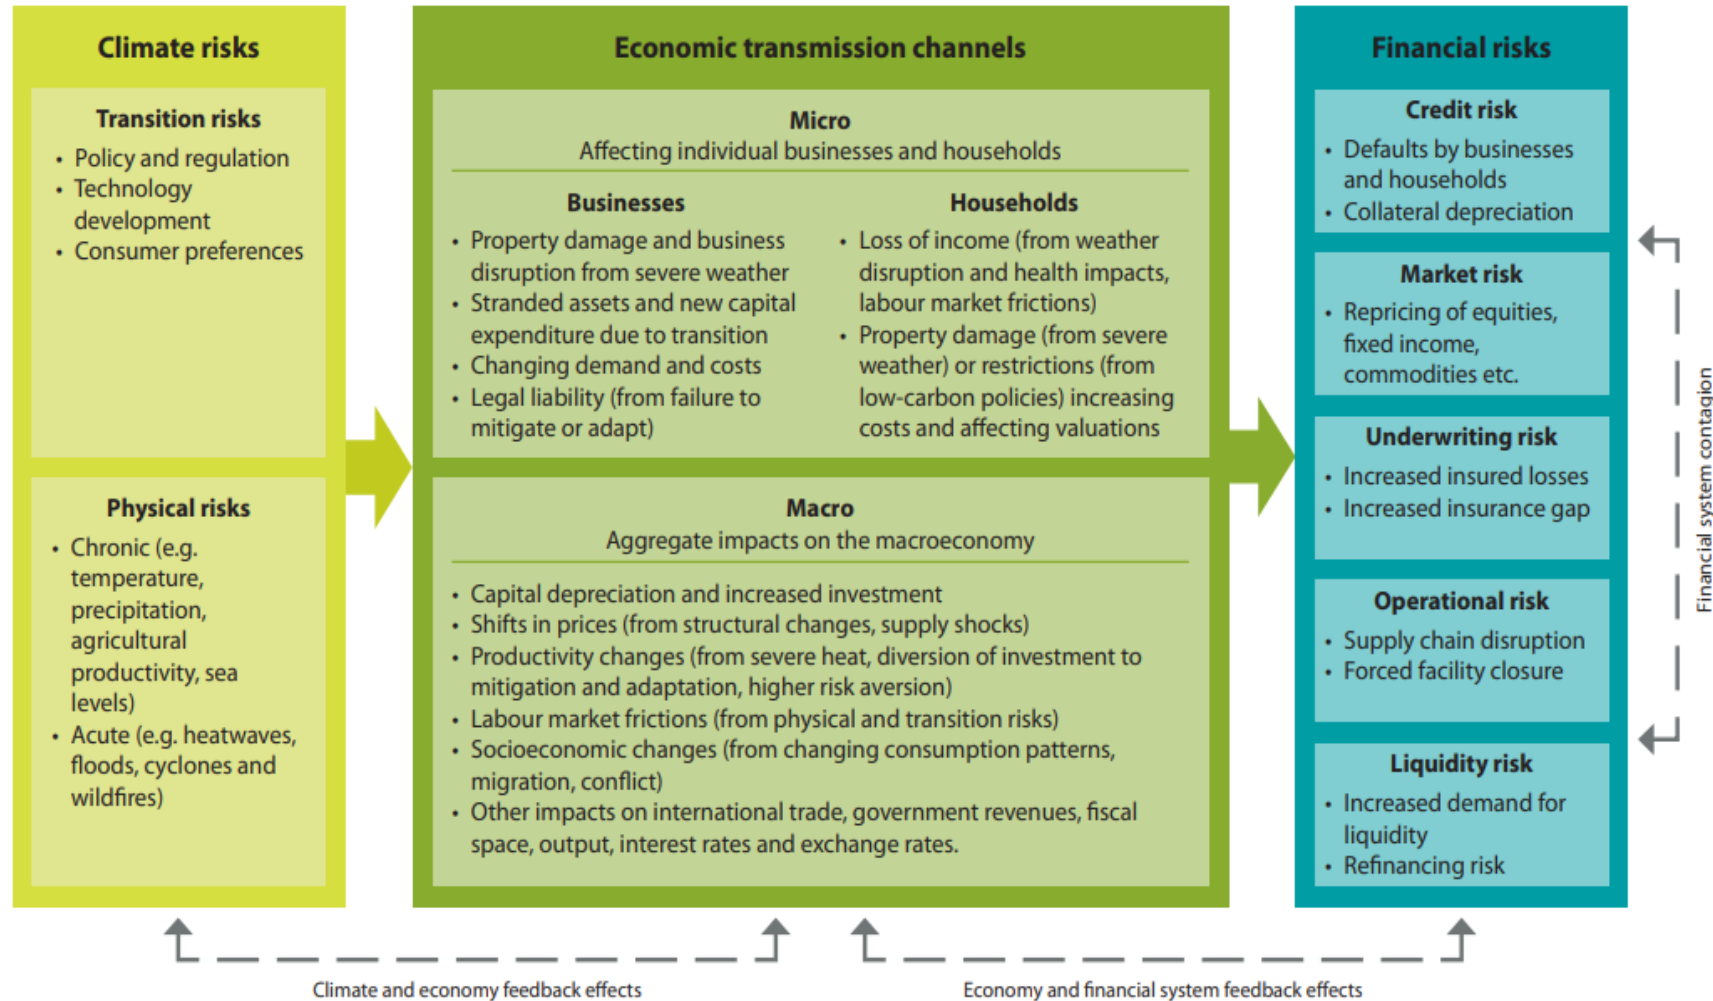 Climate risks
Transition risks
• Policy and regulation
• Technology
development
• Consumer preferences
Physical risks
• Chronic (e.g.
temperature,
precipitation,
agricultural
productivity, sea
levels)
• Acute (e.g. heatwaves,
floods, cyclones and
wildfires)
Economic transmission channels
Micro
Affecting individual businesses and households
Businesses
• Property damage and business
disruption from severe weather
• Stranded assets and new capital
expenditure due to transition
• Changing demand and costs
• Legal liability (from failure to
mitigate or adapt)
Households
• Loss of income (from weather
disruption and health impacts,
labour market frictions)
• Property damage (from severe
weather) or restrictions (from
low-carbon policies) increasing
costs and affecting valuations
Macro
Aggregate impacts on the macroeconomy
• Capital depreciation and increased investment
• Shifts in prices (from structural changes, supply shocks)
• Productivity changes (from severe heat, diversion of investment to
mitigation and adaptation, higher risk aversion)
• Labour market frictions (from physical and transition risks)
• Socioeconomic changes (from changing consumption patterns,
migration, conflict)
• Other impacts on international trade, government revenues, fiscal
space, output, interest rates and exchange rates.
Financial risks
Credit risk
• Defaults by businesses
and households
• Collateral depreciation
Market risk
• Repricing of equities,
fixed income,
commodities etc.
Underwriting risk
• Increased insured losses
• Increased insurance gap
Operational risk
• Supply chain disruption
• Forced facility closure
Liquidity risk
• Increased demand for
liquidity
• Refinancing risk
Financial system contagion
Climate and economy feedback effects
Economy and financial system feedback effects